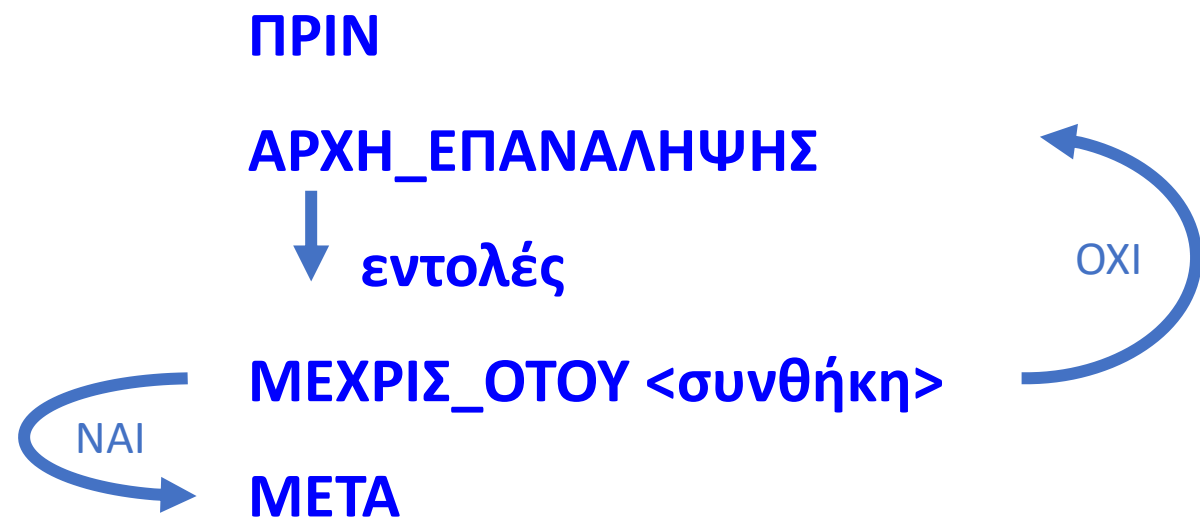 ΠΡΙΝ
ΑΡΧΗ_ΕΠΑΝΑΛΗΨΗΣ
εντολές
ΟΧΙ
ΜΕΧΡΙΣ_ΟΤΟΥ <συνθήκη>
ΝΑΙ
ΜΕΤΑ